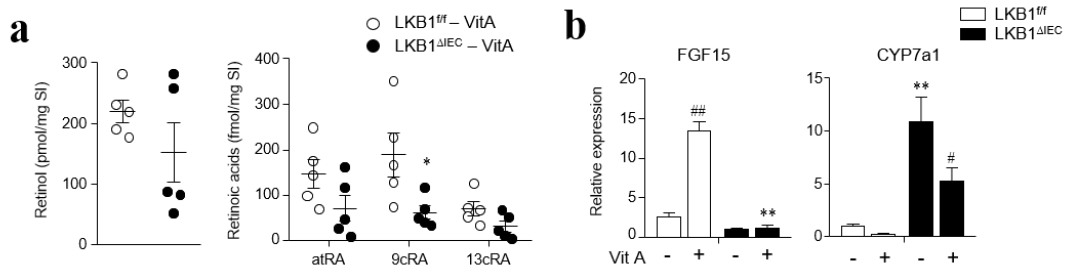 a
LKB1f/f – VitA
LKB1ΔIEC – VitA
Retinol (pmol/mg SI)
300
200
100
0
Retinoic acids (fmol/mg SI)
400
300
200
100
0
*
atRA 9cRA 13cRA
b
LKB1f/f
LKB1ΔIEC
FGF15
Relative expression
20
15
10
5
0
##
**
Vit A - + - +
CYP7a1
15
10
5
0
**
#
- + - +